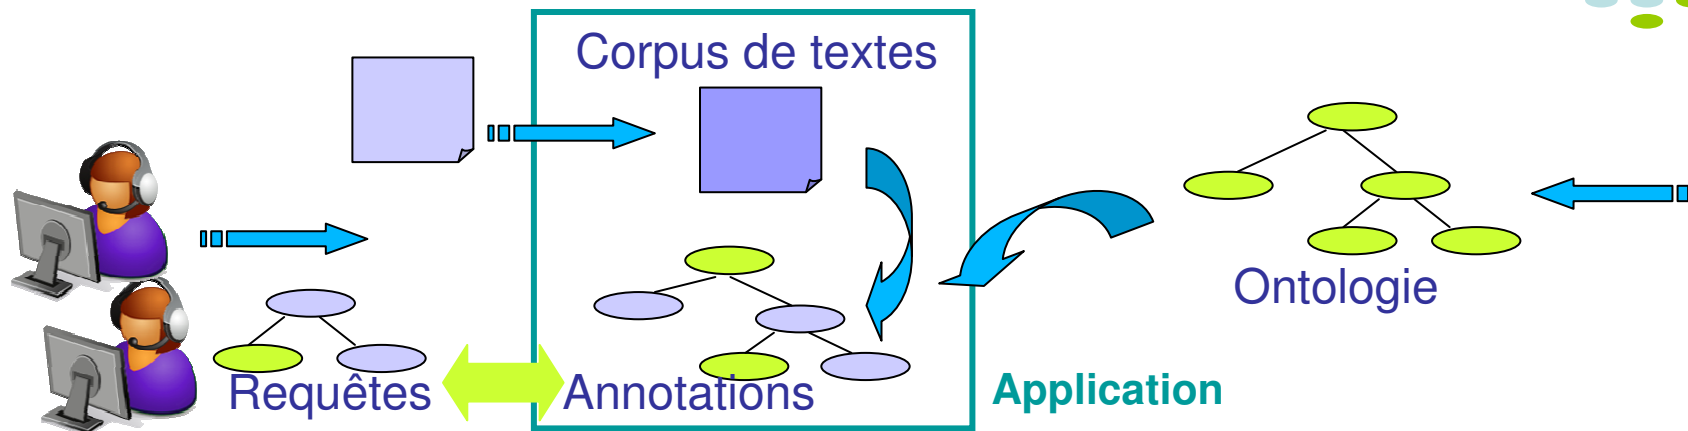 Corpus de textes
Ontologie
Requêtes
Annotations
Application